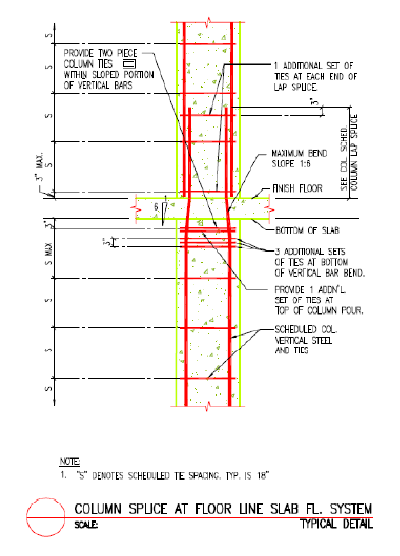 PROVIDE TWO PIECE
COLUMN TIES
WITHIN SLOPED PORTION
OF VERTICAL BARS
1 ADDITIONAL SET OF
TIES AT EACH END OF
LAP SPLICE.
3"
SEE COL SCHED.
COLUMN LAP SPLICE
MAXIMUM BEND
SLOPE 1:6
FINISH FLOOR
BOTTOM OF SLAB
3 ADDITIONAL SETS
OF TIES AT BOTTOM
OF VERTICAL BAR BEND.
PROVIDE 1 ADDN'L
SET OF TIES AT
TOP OF COLUMN POUR.
SCHEDULED COL.
VERTICAL STEEL
AND TIES
S
S
S
S MAX.
3" MAX.
6
S MAX
3"
S
S
S
NOTE:
1. "S" DENOTES SCHEDULED TIE SPACING, TYP. IS 18"
COLUMN SPLICE AT FLOOR LINE SLAB FL. SYSTEM
SCALE:
TYPICAL DETAIL